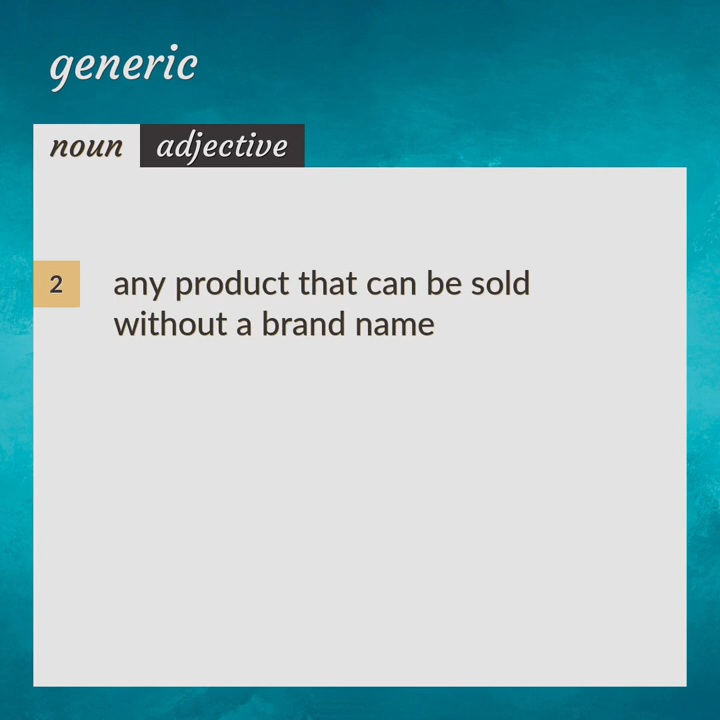 generic
noun adjective
2 any product that can be sold
without a brand name